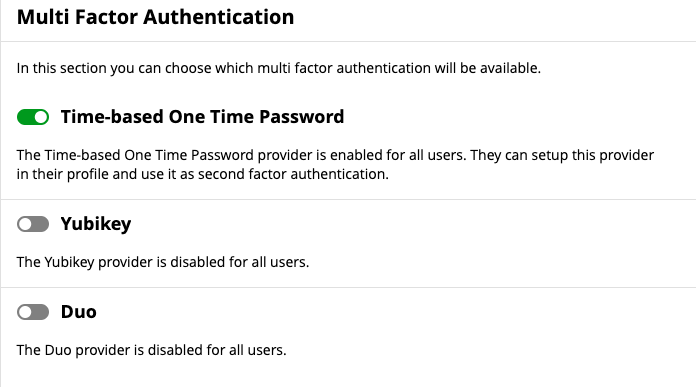 Multi Factor Authentication
In this section you can choose which multi factor authentication will be available.
Time-based One Time Password
The Time-based One Time Password provider is enabled for all users. They can setup this provider
in their profile and use it as second factor authentication.
Yubikey
The Yubikey provider is disabled for all users.
Duo
The Duo provider is disabled for all users.